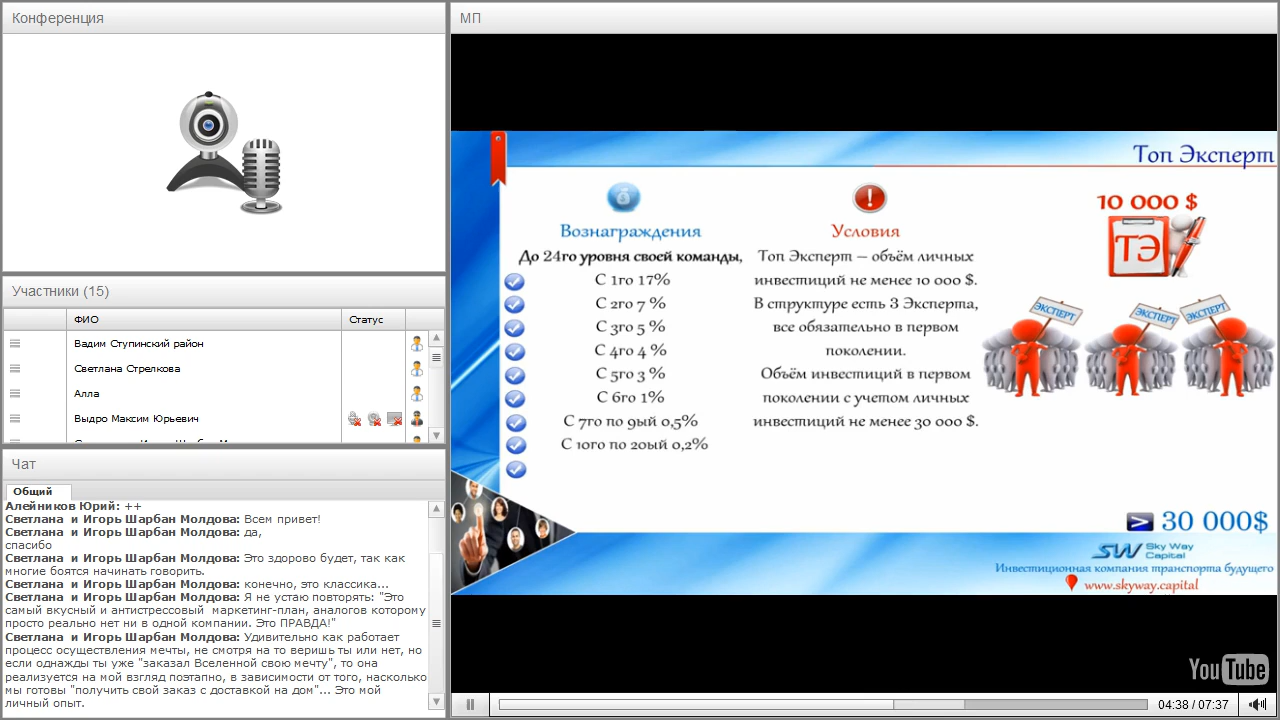 Конференция
Участники (15)
ФИО
Статус
Вадим Ступинский район
Светлана Стрелкова
Алла
Выдро Максим Юрьевич
Чат
Общий
Алейников Юрий: ++
Светлана и Игорь Шарбан Молдова: Всем привет!
Светлана и Игорь Шарбан Молдова: да,
спасибо
Светлана и Игорь Шарбан Молдова: Это здорово будет, так как
многие боятся начинать говорить.
Светлана и Игорь Шарбан Молдова: конечно, это классика...
Светлана и Игорь Шарбан Молдова: Я не устаю повторять: "Это
самый вкусный и антистрессовый маркетинг-план, аналогов которому
просто реально нет ни в одной компании. Это ПРАВДА!"
Светлана и Игорь Шарбан Молдова: Удивительно как работает
процесс осуществления мечты, не смотря на то веришь ты или нет, но
если однажды ты уже "заказал Вселенной свою мечту", то она
реализуется на мой взгляд поэтапно, в зависимости от того, насколько
мы готовы "получить свой заказ с доставкой на дом"... Это мой
личный опыт.
МП
Топ Эксперт
Вознаграждения
До 24го уровня своей команды,
С 1го 17%
С 2го 7 %
С 3го 5 %
С 4го 4 %
С 5го 3 %
С 6го 1%
С 7го по 9ый 0,5%
С 10го по 20ый 0,2%
Условия
Топ Эксперт – объём личных
инвестиций не менее 10 000 $.
В структуре есть 3 Эксперта,
все обязательно в первом
поколении.
Объём инвестиций в первом
поколении с учетом личных
инвестиций не менее 30 000 $.
10 000 $
ТЭ
ЭКСПЕРТ
ЭКСПЕРТ
ЭКСПЕРТ
> 30 000$
SW Sky Way
Capital
Инвестиционная компания транспорта будущего
www.skyway.capital
YouTube
04:38 / 07:37